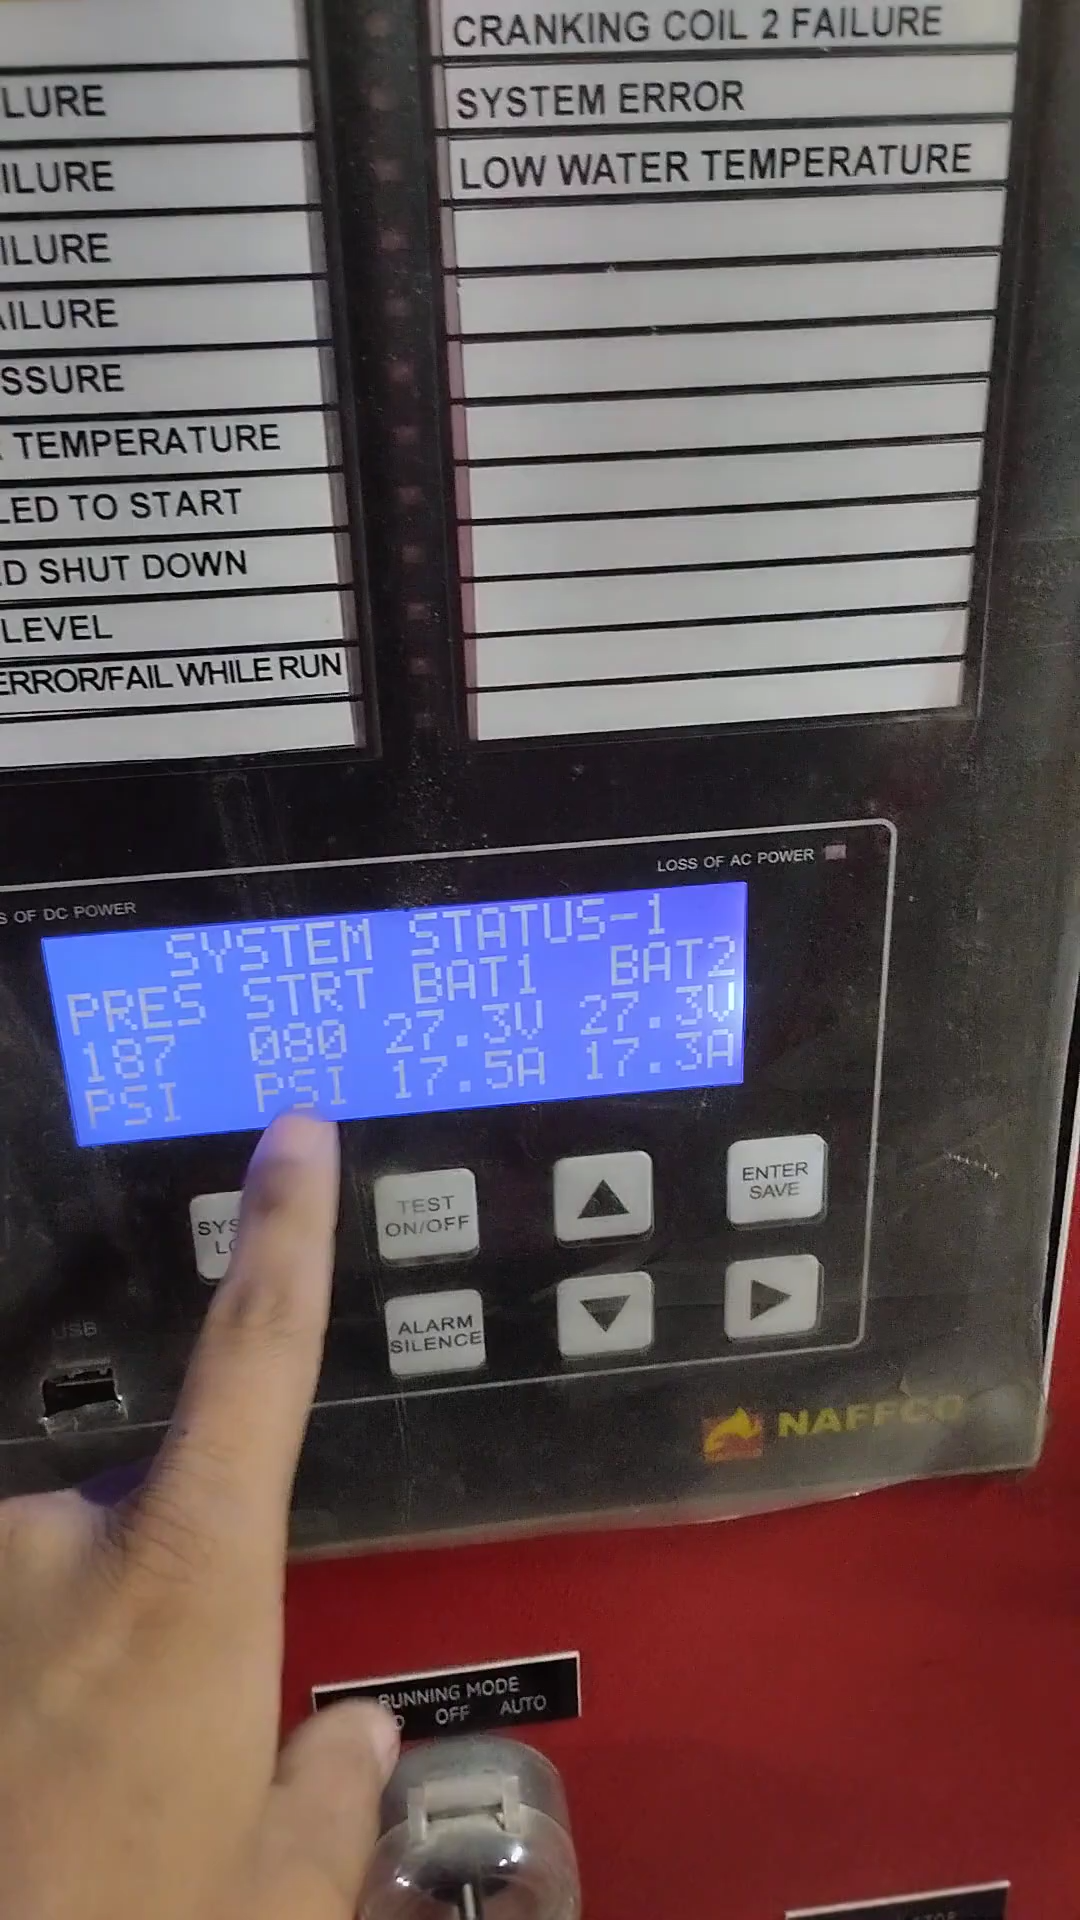 CRANKING COIL 2 FAILURE
LURE
SYSTEM ERROR
ILURE
LOW WATER TEMPERATURE
ILURE
AILURE
SSURE
TEMPERATURE
LED TO START
D SHUT DOWN
LEVEL
ERROR/FAIL WHILE RUN
LOSS OF AC POWER
S OF DC POWER
SYSTEM STATUS-1
PRES STRT BAT1 BAT2
187 080 27.3V 27.3V
PSI PSI 17.5A 17.3A
SYS
TEST
ON/OFF
ENTER
SAVE
ALARM
SILENCE
USB
NAFFCO
RUNNING MODE
OFF AUTO